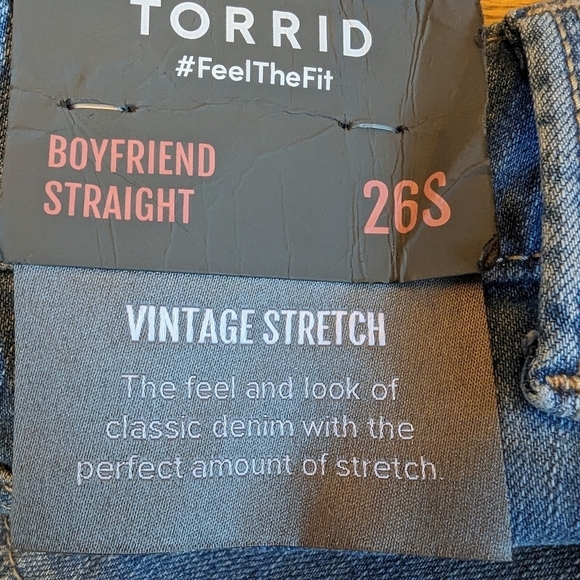 TORRID
#FeelTheFit
BOYFRIEND
STRAIGHT
26S
VINTAGE STRETCH
The feel and look of
classic denim with the
perfect amount of stretch.